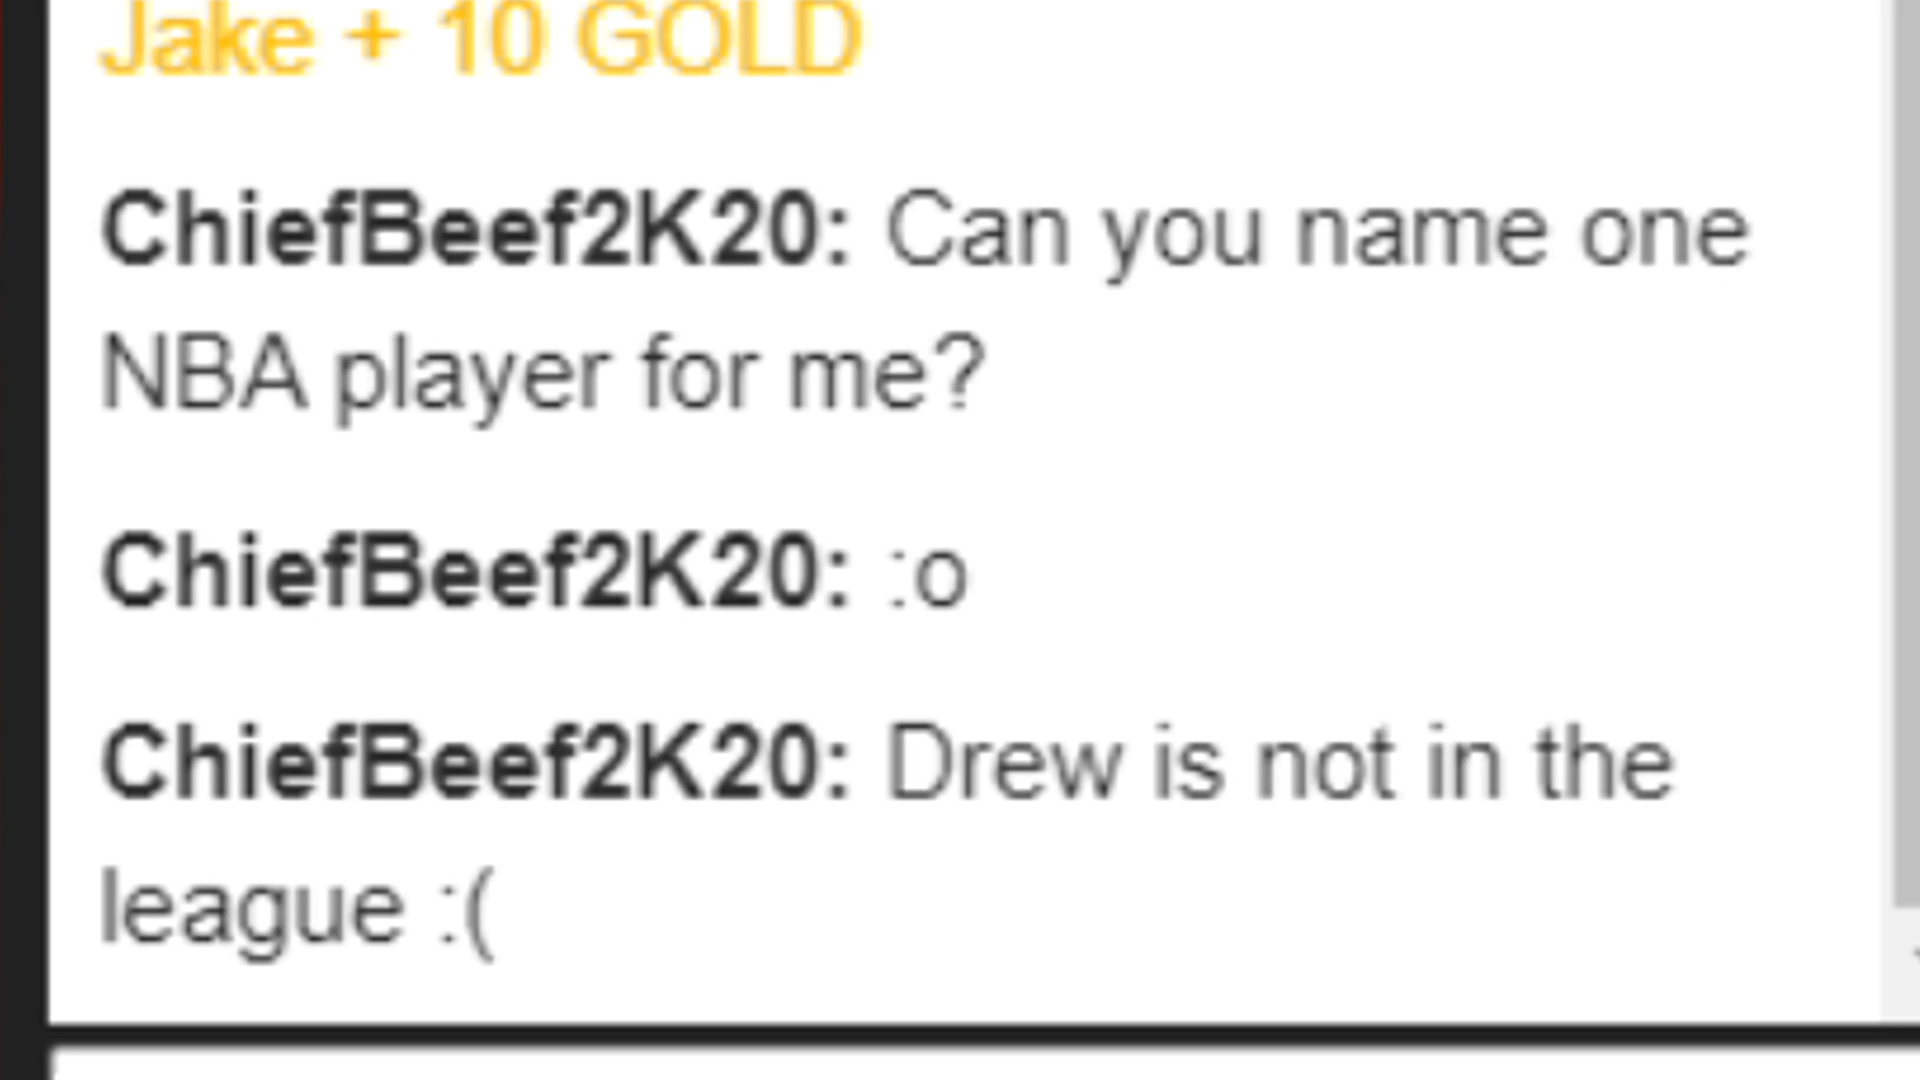 Jake + 10 GOLD
ChiefBeef2K20: Can you name one
NBA player for me?
ChiefBeef2K20: :o
ChiefBeef2K20: Drew is not in the
league :(